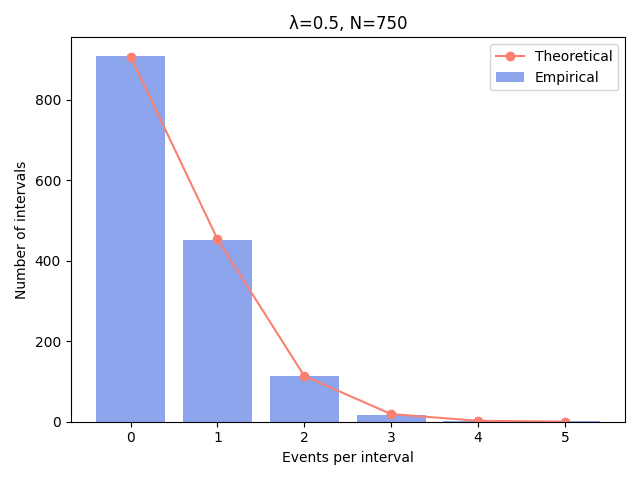 λ=0.5, N=750
Theoretical
Empirical
Number of intervals
800
600
400
200
0
0 1 2 3 4 5
Events per interval